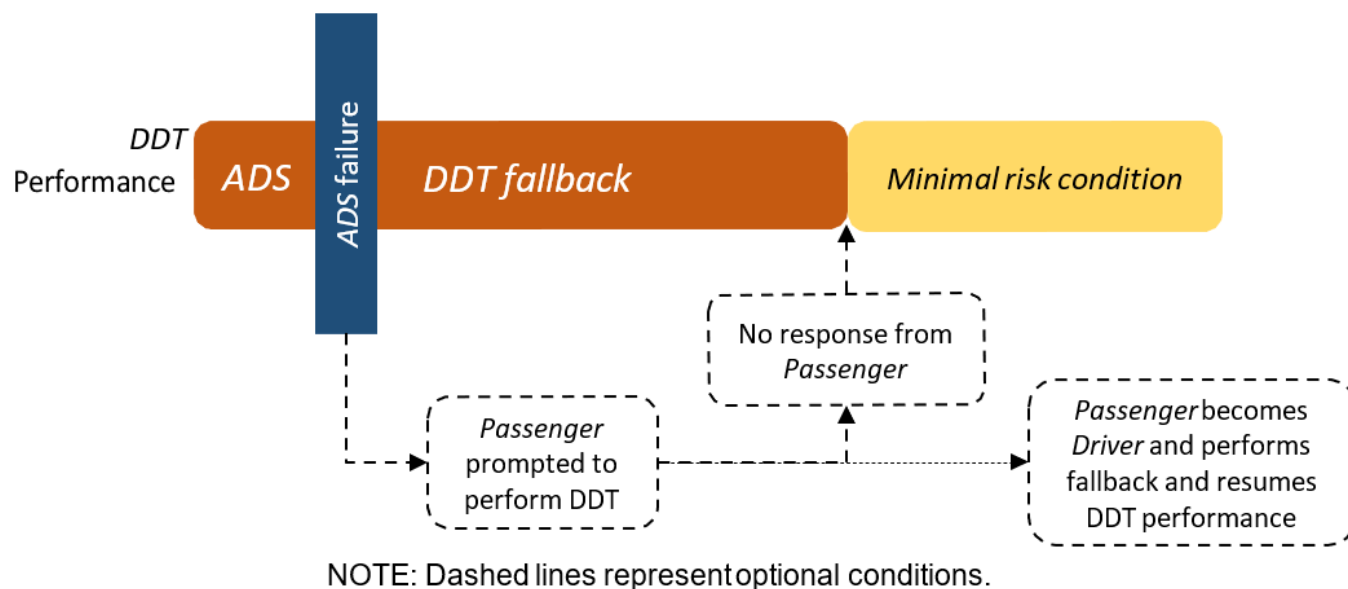 DDT
Performance
ADS
ADS failure
DDT fallback
Minimal risk condition
No response from
Passenger
Passenger
prompted to
perform DDT
Passenger becomes
Driver and performs
fallback and resumes
DDT performance
NOTE: Dashed lines represent optional conditions.